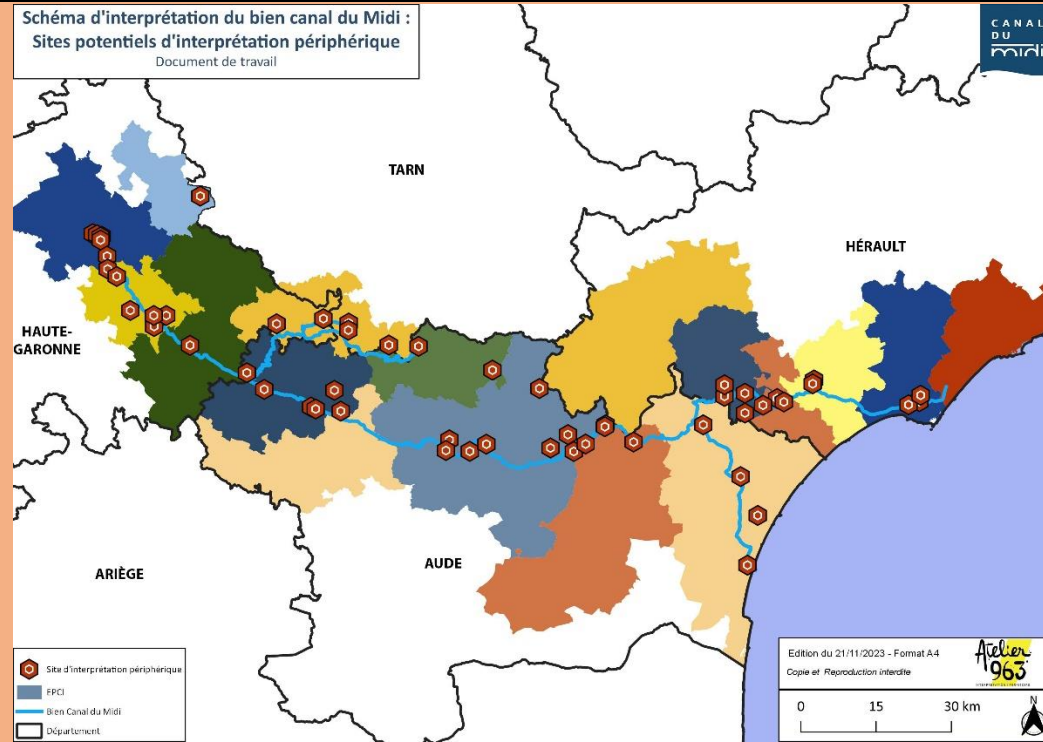 Schéma d'interprétation du bien canal du Midi :
Sites potentiels d'interprétation périphérique
Document de travail
CANAL
DU
midi
TARN
HÉRAULT
HAUTE-
GARONNE
ARIÈGE
AUDE
Site d'interprétation périphérique
EPCI
Bien Canal du Midi
Département
Edition du 21/11/2023 - Format A4
Copie et Reproduction interdite
Atelier
963
0 15 30 km
N